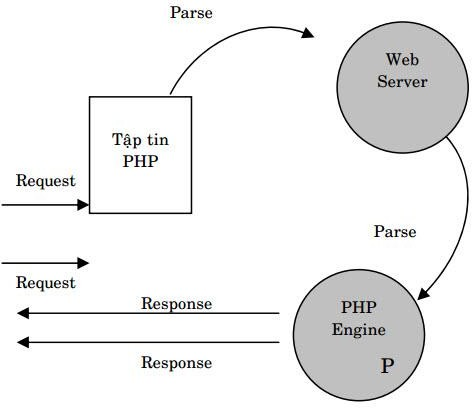 Parse
Web
Server
Tập tin
PHP
Request
Parse
Request
Response
PHP
Engine
Response
P